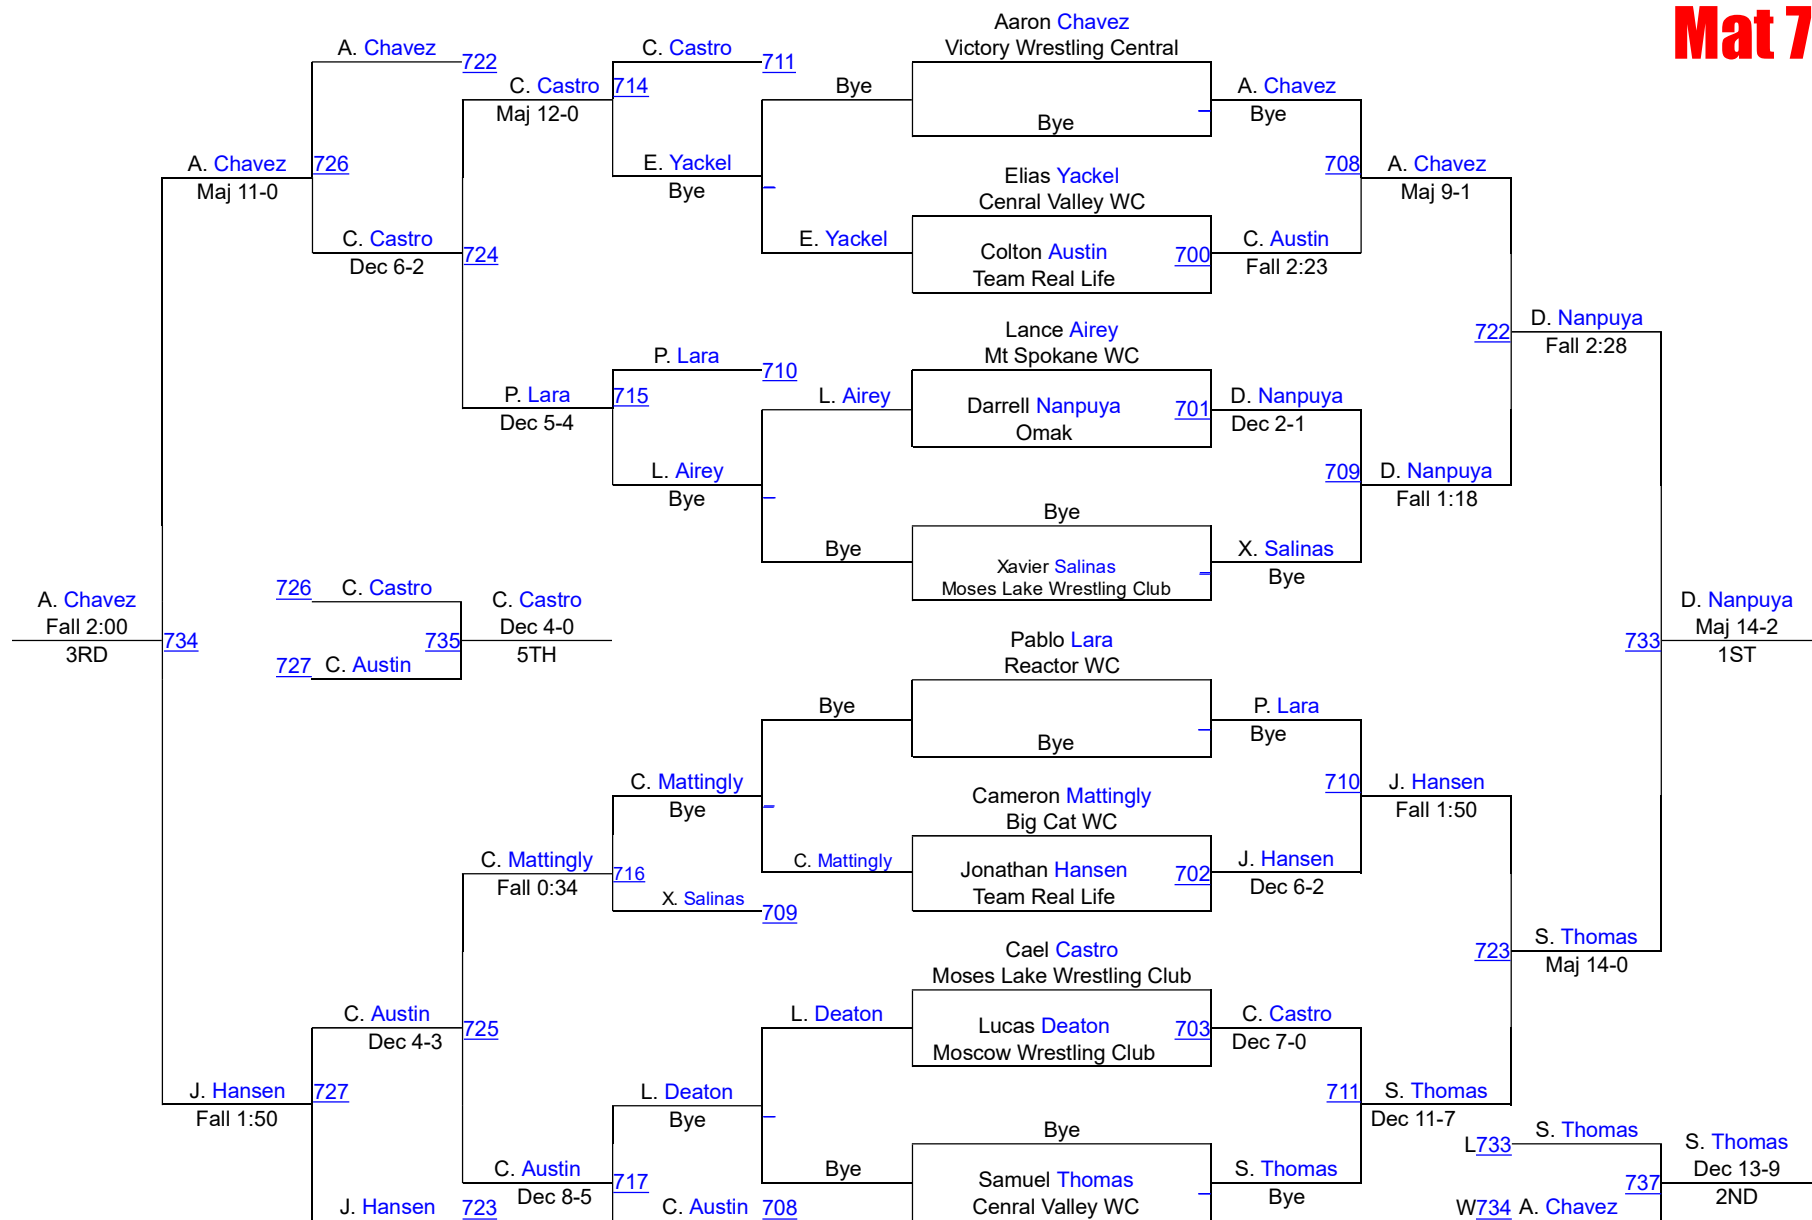 Mat 7
Aaron Chavez
Victory Wrestling Central
Bye
Elias Yackel
Cenral Valley WC
Colton Austin
Team Real Life
700
Lance Airey
Mt Spokane WC
Darrell Nanpuya
Omak
701
Bye
Xavier Salinas
Moses Lake Wrestling Club
Pablo Lara
Reactor WC
Bye
Cameron Mattingly
Big Cat WC
Jonathan Hansen
Team Real Life
702
Cael Castro
Moses Lake Wrestling Club
Lucas Deaton
Moscow Wrestling Club
703
Bye
Samuel Thomas
Cenral Valley WC
A. Chavez
Bye
708
C. Austin
Fall 2:23
D. Nanpuya
Dec 2-1
709
X. Salinas
Bye
P. Lara
Bye
710
J. Hansen
Dec 6-2
C. Castro
Dec 7-0
711
S. Thomas
Bye
A. Chavez
Maj 9-1
722
D. Nanpuya
Fall 1:18
J. Hansen
Fall 1:50
723
S. Thomas
Dec 11-7
D. Nanpuya
Fall 2:28
733
S. Thomas
Maj 14-0
D. Nanpuya
Maj 14-2
1ST
L733
S. Thomas
737
W734 A. Chavez
S. Thomas
Dec 13-9
2ND
Bye
E. Yackel
L. Airey
Bye
Bye
C. Mattingly
L. Deaton
Bye
C. Castro
711
714
E. Yackel
Bye
P. Lara
710
715
L. Airey
Bye
C. Mattingly
Bye
716
X. Salinas
709
L. Deaton
Bye
717
C. Austin 708
C. Castro
Maj 12-0
724
P. Lara
Dec 5-4
C. Mattingly
Fall 0:34
725
C. Austin
Dec 8-5
A. Chavez
722
726
C. Castro
Dec 6-2
C. Austin
Dec 4-3
727
J. Hansen 723
A. Chavez
Maj 11-0
734
J. Hansen
Fall 1:50
A. Chavez
Fall 2:00
3RD
726 C. Castro
735
727 C. Austin
C. Castro
Dec 4-0
5TH